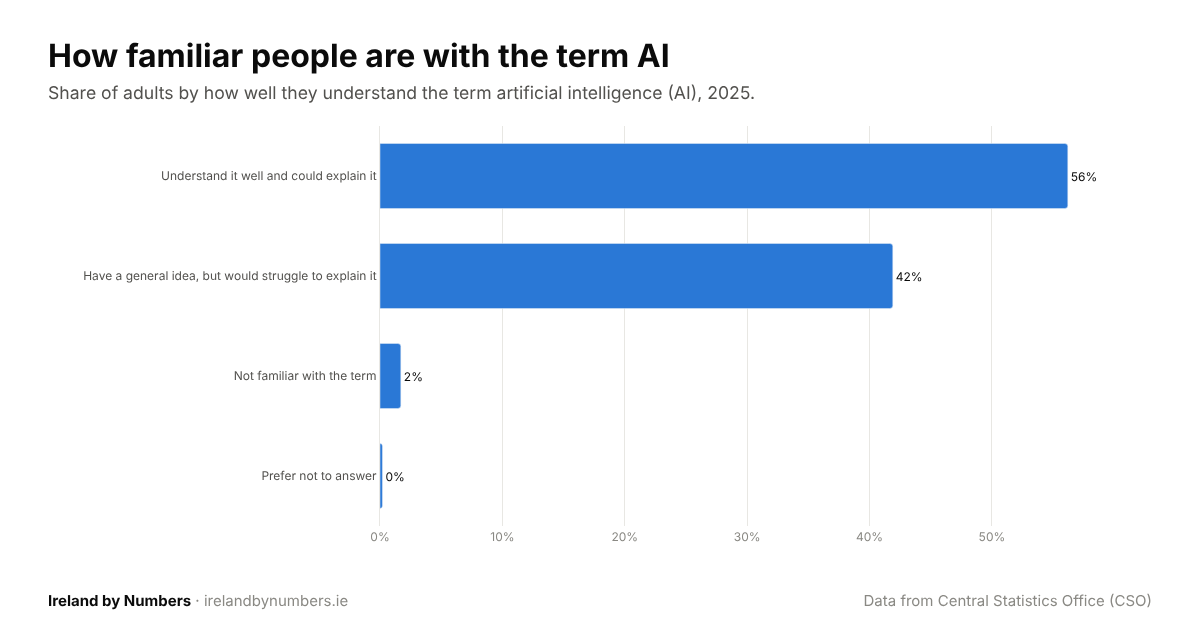 How familiar people are with the term AI
Share of adults by how well they understand the term artificial intelligence (AI), 2025.
Understand it well and could explain it
56%
Have a general idea, but would struggle to explain it
42%
Not familiar with the term
2%
Prefer not to answer
0%
0% 10% 20% 30% 40% 50%
Ireland by Numbers · irelandbynumbers.ie
Data from Central Statistics Office (CSO)